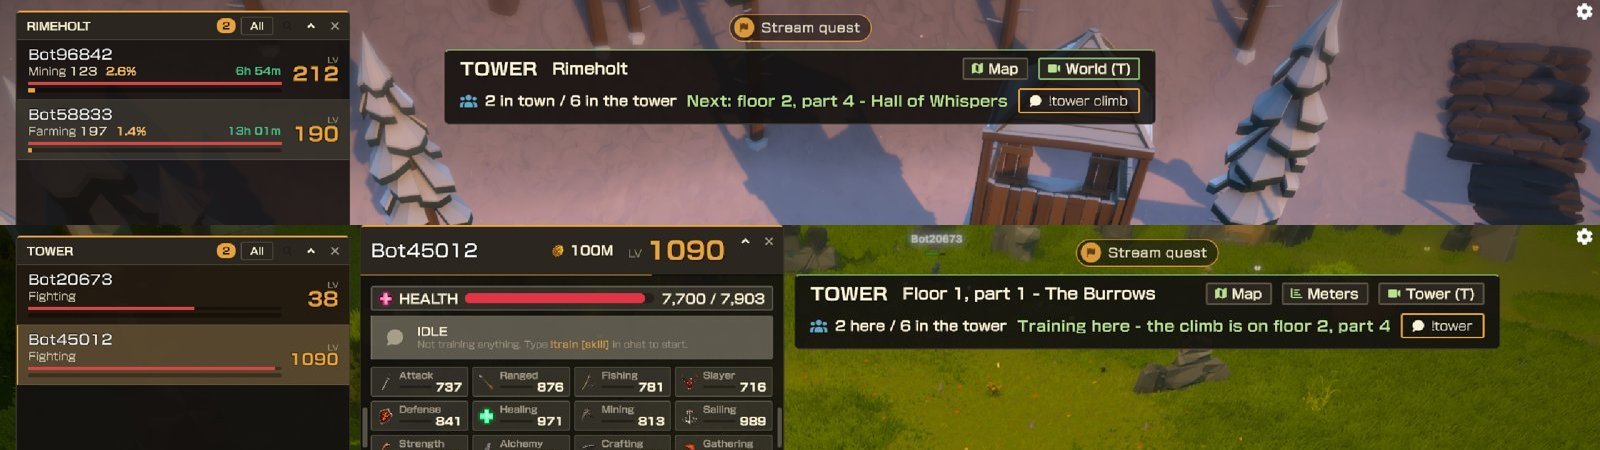 RIMEHOLT 2 All
Bot96842
Mining 123 2.6% 6h 54m LV 212
Bot58833
Farming 197 1.4% 13h 01m LV 190
Stream quest
TOWER Rimeholt Map World (T)
2 in town / 6 in the tower Next: floor 2, part 4 - Hall of Whispers !tower climb
TOWER 2 All
Bot20673
Fighting LV 38
Bot45012
Fighting LV 1090
Bot45012 100M LV 1090
HEALTH 7,700 / 7,903
IDLE
Not training anything. Type !train [skill] in chat to start.
Attack 737 Ranged 876 Fishing 781 Slayer 716
Defense 841 Healing 971 Mining 813 Sailing 989
Strength Alchemy Crafting Gathering
Bot20673
Stream quest
TOWER Floor 1, part 1 - The Burrows Map Meters Tower (T)
2 here / 6 in the tower Training here - the climb is on floor 2, part 4 !tower